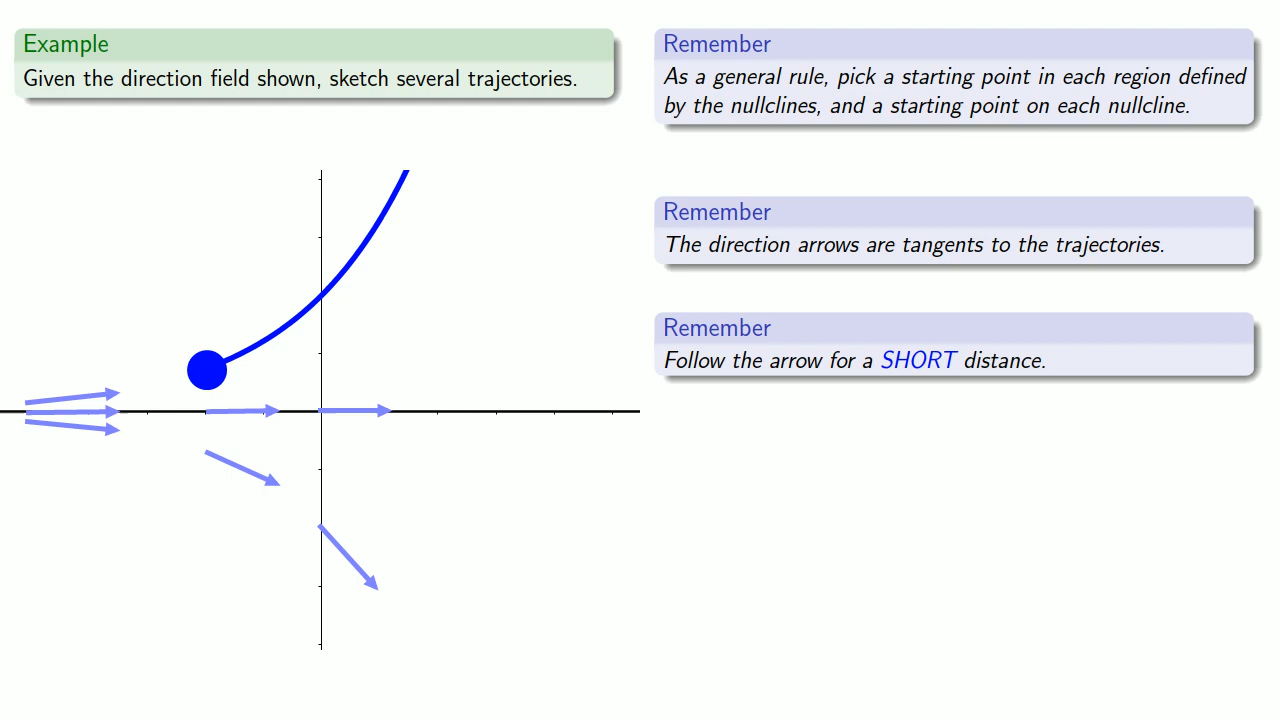 Example
Given the direction field shown, sketch several trajectories.
Remember
As a general rule, pick a starting point in each region defined
by the nullclines, and a starting point on each nullcline.
Remember
The direction arrows are tangents to the trajectories.
Remember
Follow the arrow for a SHORT distance.